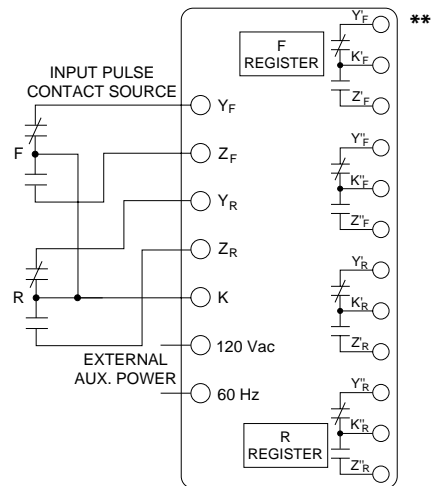 Y'F
**
F
REGISTER
K'F
INPUT PULSE
CONTACT SOURCE
Z'F
YF
F
Y"F
ZF
K"F
YR
Z"F
ZR
Y'R
R
K
K'R
EXTERNAL
AUX. POWER
120 Vac
Z'R
60 Hz
Y"R
R
REGISTER
K"R
Z"R